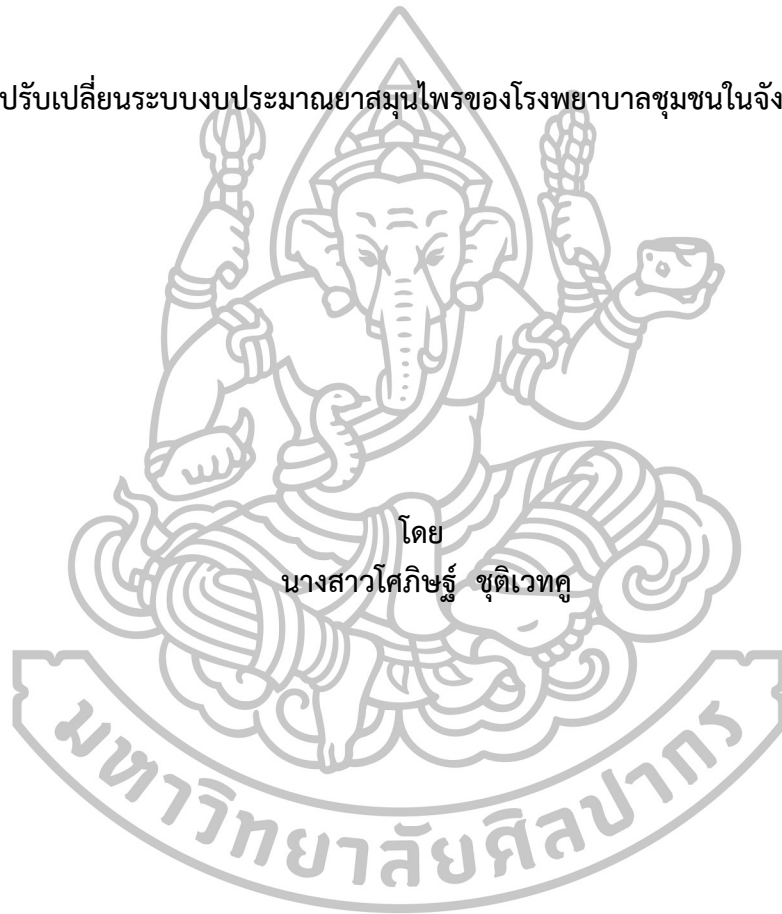 ปรับเปลี่ยนระบบงบประมาณยาสมุนไพรของโรงพยาบาลชุมชนในจัง
โดย
นางสาวโศภิษฐ์ ชุติเวทคู
มหาวิทยาลัยศิลปากร